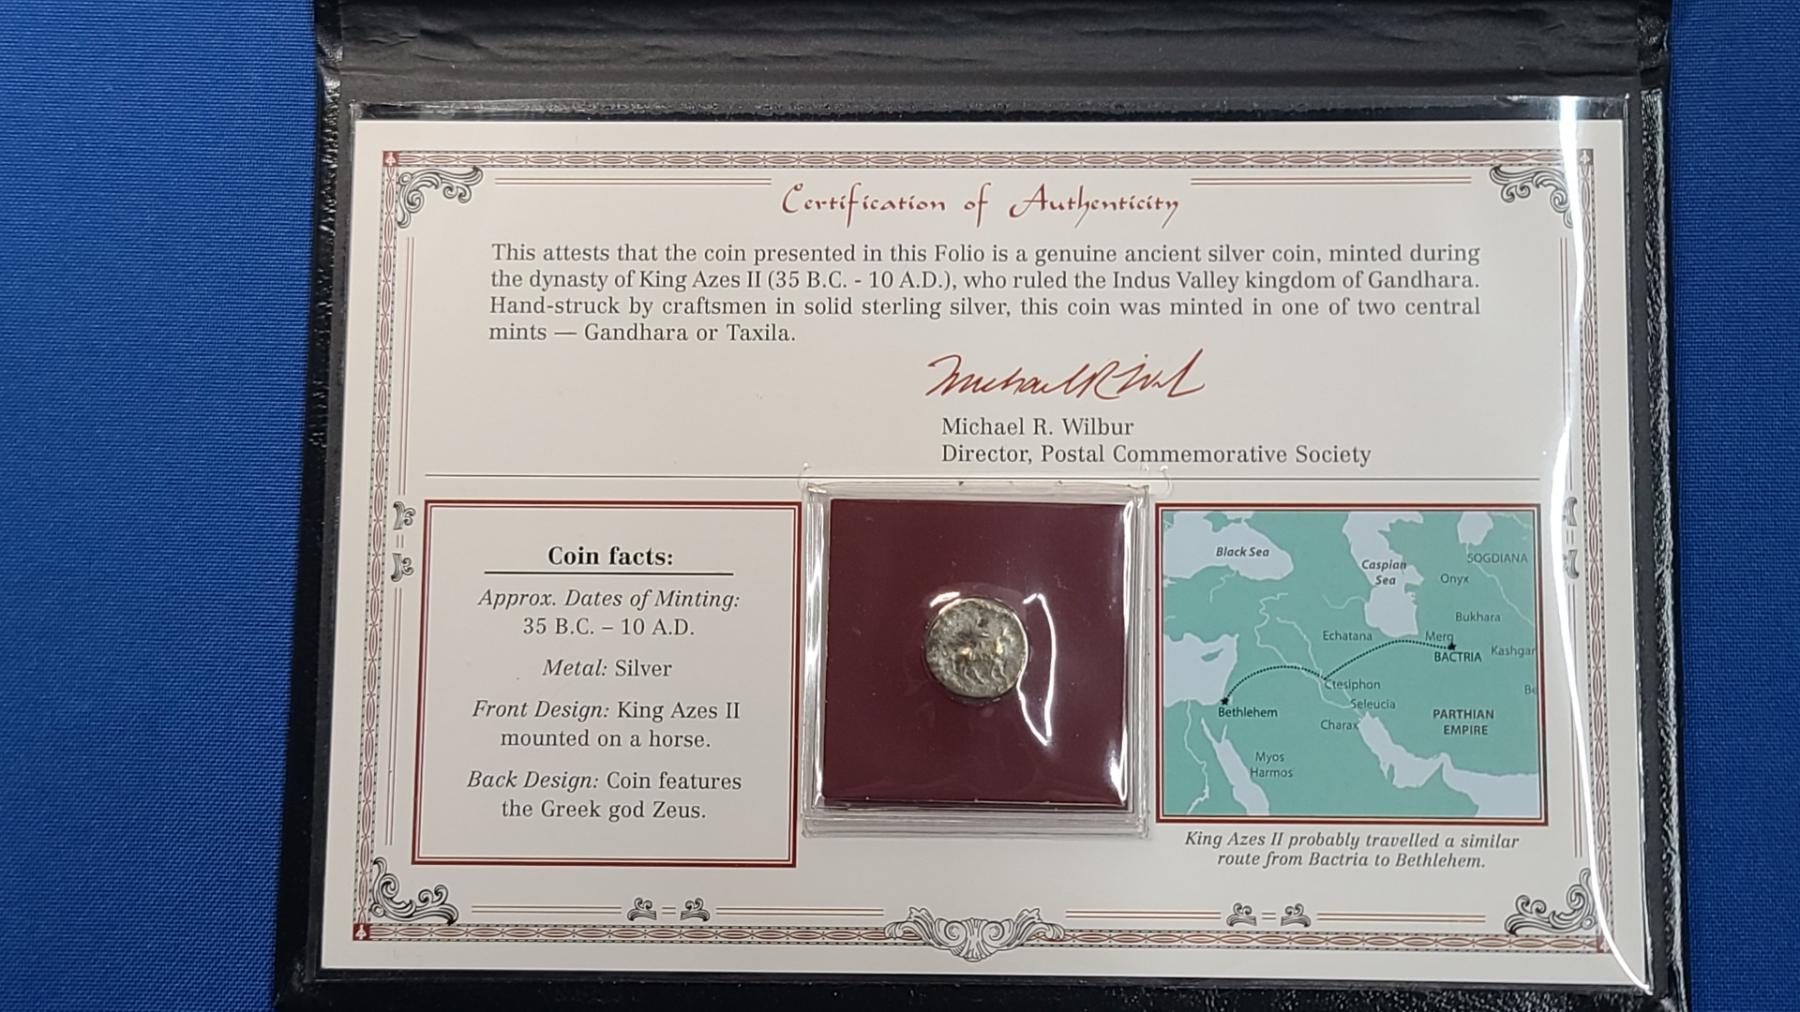 Certification of Authenticity
This attests that the coin presented in this Folio is a genuine ancient silver coin, minted during
the dynasty of King Azes II (35 B.C. - 10 A.D.), who ruled the Indus Valley kingdom of Gandhara.
Hand-struck by craftsmen in solid sterling silver, this coin was minted in one of two central
mints — Gandhara or Taxila.
Michael R. Wilbur
Director, Postal Commemorative Society
Coin facts:
Approx. Dates of Minting:
35 B.C. – 10 A.D.
Metal: Silver
Front Design: King Azes II
mounted on a horse.
Back Design: Coin features
the Greek god Zeus.
Black Sea
Caspian
Sea
SOGDIANA
Onyx
Bukhara
Echatana
Merg
BACTRIA
Kashgar
Ctesiphon
Be
Seleucia
Bethlehem
Charax
PARTHIAN
EMPIRE
Myos
Harmos
King Azes II probably travelled a similar
route from Bactria to Bethlehem.